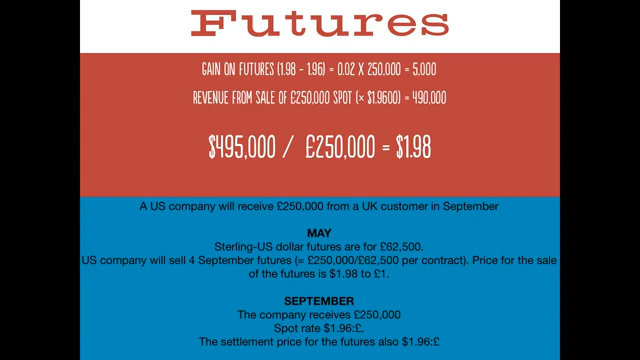 Futures
GAIN ON FUTURES (1.98 – 1.96) = 0.02 X 250,000 = 5,000
REVENUE FROM SALE OF £250,000 SPOT (× $1.9600) = 490,000
$495,000 / £250,000 = $1.98
A US company will receive £250,000 from a UK customer in September
MAY
Sterling-US dollar futures are for £62,500.
US company will sell 4 September futures (= £250,000/£62,500 per contract). Price for the sale
of the futures is $1.98 to £1.
SEPTEMBER
The company receives £250,000
Spot rate $1.96:£.
The settlement price for the futures also $1.96:£